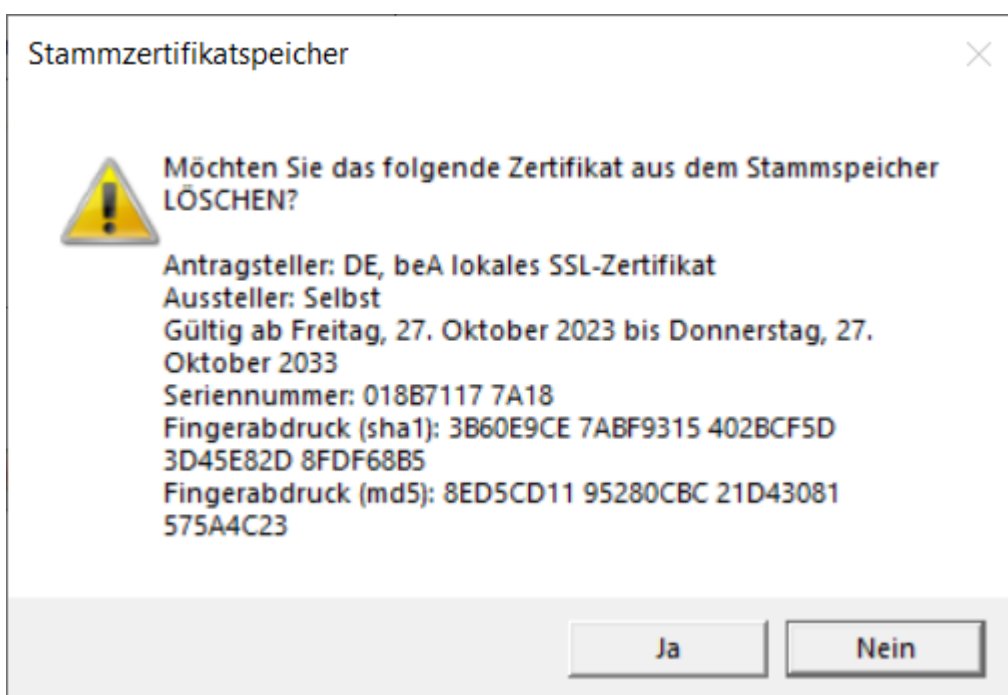 Stammzertifikatspeicher
Möchten Sie das folgende Zertifikat aus dem Stammspeicher
LÖSCHEN?
Antragsteller: DE, beA lokales SSL-Zertifikat
Aussteller: Selbst
Gültig ab Freitag, 27. Oktober 2023 bis Donnerstag, 27.
Oktober 2033
Seriennummer: 018B7117 7A18
Fingerabdruck (sha1): 3B60E9CE 7ABF9315 402BCF5D
3D45E82D 8FDF68B5
Fingerabdruck (md5): 8ED5CD11 95280CBC 21D43081
575A4C23
Ja
Nein